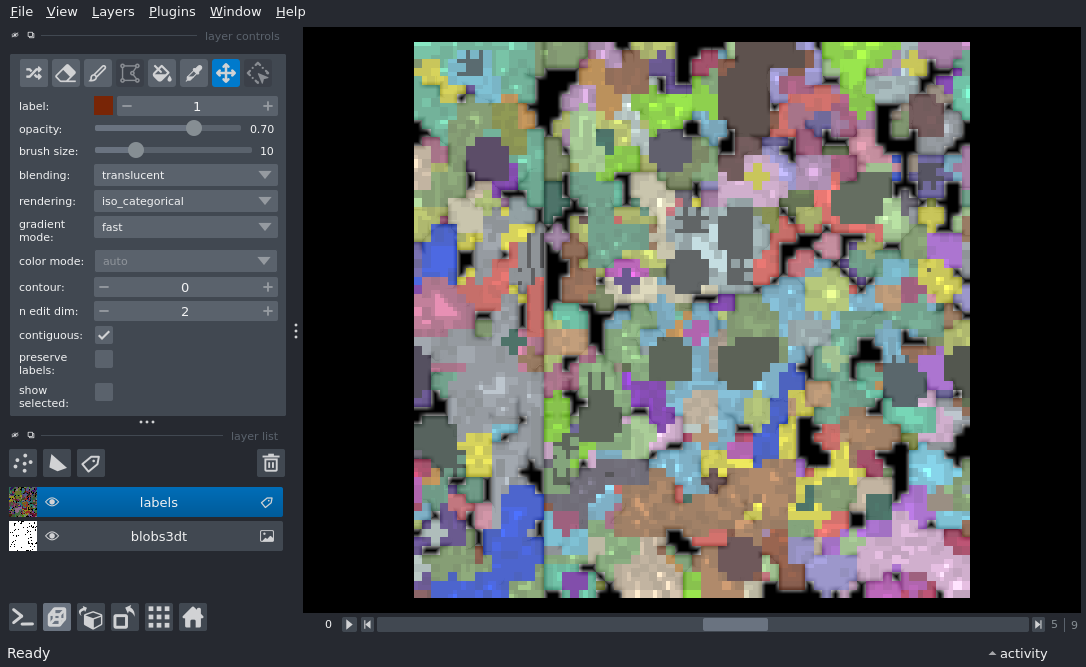 File View Layers Plugins Window Help
layer controls
label: 1
opacity: 0.70
brush size: 10
blending: translucent
rendering: iso_categorical
gradient
mode: fast
color mode: auto
contour: 0
n edit dim: 2
contiguous:
preserve
labels:
show
selected:
layer list
labels
blobs3dt
0 5 | 9
Ready activity